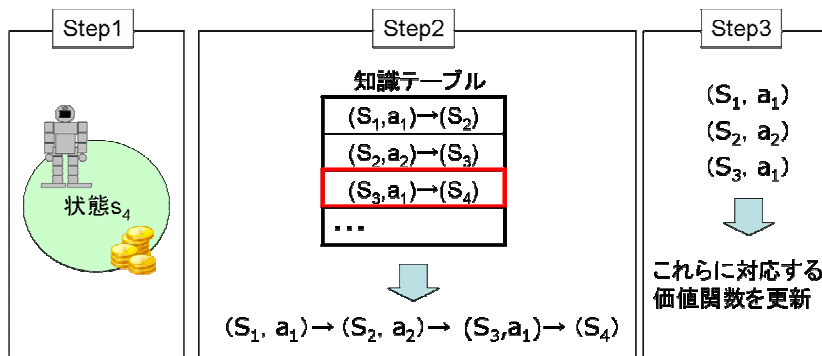 Step1
状態s4
Step2
知識テーブル
(S1,a1)→(S2)
(S2,a2)→(S3)
(S3,a1)→(S4)
・・・
(S1, a1)→(S2, a2)→ (S3,a1)→(S4)
Step3
(S1, a1)
(S2, a2)
(S3, a1)
これらに対応する
価値関数を更新